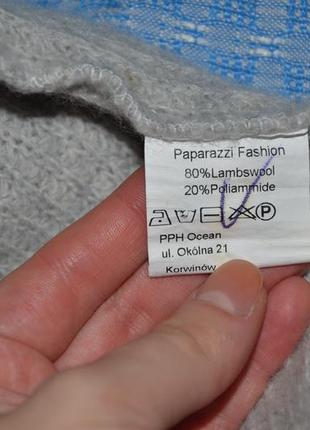 Paparazzi Fashion
80%Lambswool
20%Poliammide
PPH Ocean
ul. Okólna 21
Korwinów